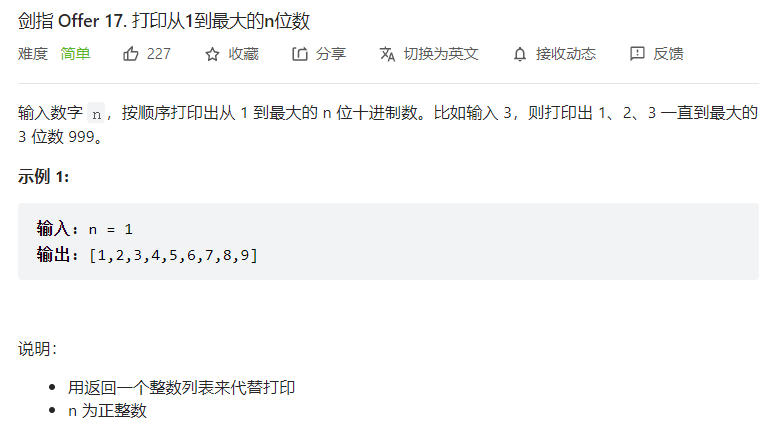 剑指 Offer 17. 打印从1到最大的n位数
难度 简单 227 收藏 分享 切换为英文 接收动态 反馈
输入数字 n，按顺序打印出从 1 到最大的 n 位十进制数。比如输入 3，则打印出 1、2、3 一直到最大的
3 位数 999。
示例 1:
输入：n = 1
输出：[1,2,3,4,5,6,7,8,9]
说明：
用返回一个整数列表来代替打印
n 为正整数